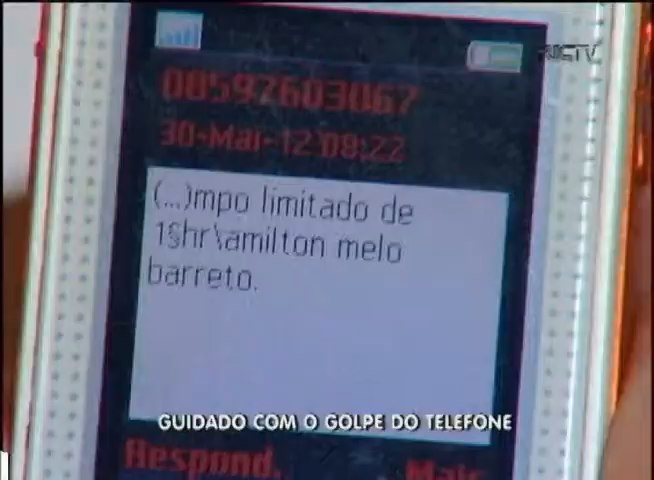 RICTV
08592603067
30-Mai-12 08:22
(...)mpo limitado de
1§hr\amilton melo
barreto.
GUIDADO COM O GOLPE DO TELEFONE
Respond.
Mais